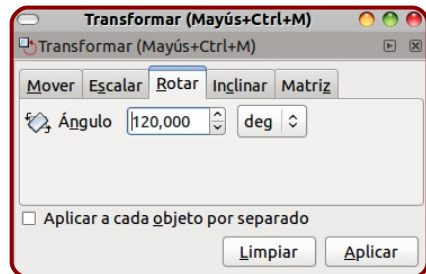 Transformar (Mayús+Ctrl+M)
Transformar (Mayús+Ctrl+M)
Mover Escalar Rotar Inclinar Matriz
Ángulo 120,000 deg
Aplicar a cada objeto por separado
Limpiar Aplicar